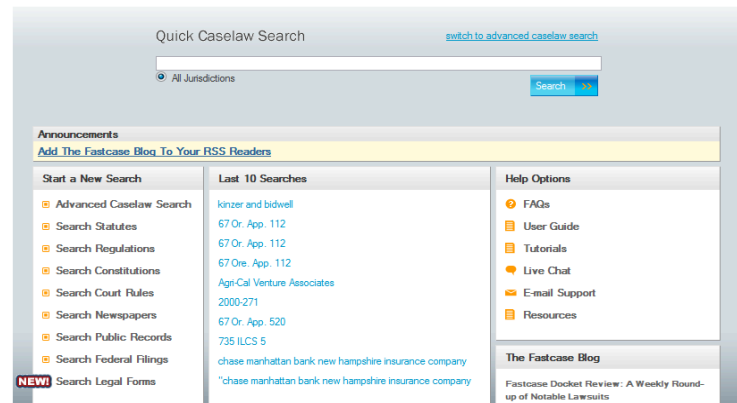 Quick Caselaw Search
switch to advanced caselaw search
All Jurisdictions
Search >>
Announcements
Add The Fastcase Blog To Your RSS Readers
Start a New Search
Advanced Caselaw Search
Search Statutes
Search Regulations
Search Constitutions
Search Court Rules
Search Newspapers
Search Public Records
Search Federal Filings
NEW! Search Legal Forms
Last 10 Searches
kinzer and bidwell
67 Or. App. 112
67 Or. App. 112
67 Ore. App. 112
Agri-Cal Venture Associates
2000-271
67 Or. App. 520
735 ILCS 5
chase manhattan bank new hampshire insurance company
"chase manhattan bank new hampshire insurance company
Help Options
FAQs
User Guide
Tutorials
Live Chat
E-mail Support
Resources
The Fastcase Blog
Fastcase Docket Review: A Weekly Round-
up of Notable Lawsuits